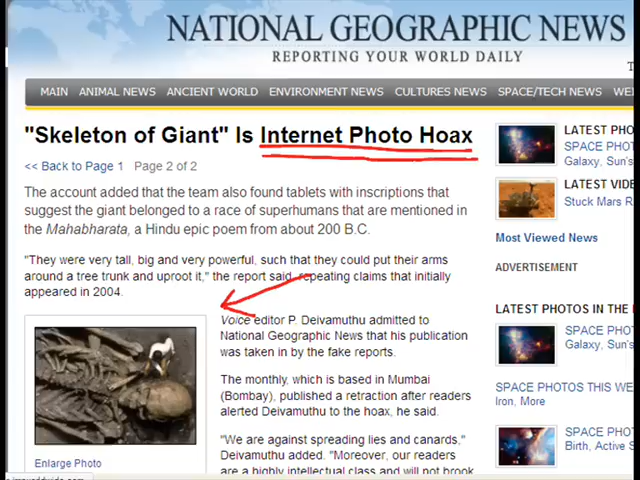 NATIONAL GEOGRAPHIC NEWS
REPORTING YOUR WORLD DAILY
MAIN ANIMAL NEWS ANCIENT WORLD ENVIRONMENT NEWS CULTURES NEWS SPACE/TECH NEWS
"Skeleton of Giant" Is Internet Photo Hoax
<< Back to Page 1 Page 2 of 2
The account added that the team also found tablets with inscriptions that
suggest the giant belonged to a race of superhumans that are mentioned in
the Mahabharata, a Hindu epic poem from about 200 B.C.
"They were very tall, big and very powerful, such that they could put their arms
around a tree trunk and uproot it," the report said, repeating claims that initially
appeared in 2004.
Voice editor P. Deivamuthu admitted to
National Geographic News that his publication
was taken in by the fake reports.
The monthly, which is based in Mumbai
(Bombay), published a retraction after readers
alerted Deivamuthu to the hoax, he said.
"We are against spreading lies and canards,"
Deivamuthu added. "Moreover, our readers
are a highly intellectual class and will not brook
Enlarge Photo
LATEST PHO
SPACE PHOTOS
Galaxy, Sun's
LATEST VIDE
Stuck Mars R
Most Viewed News
ADVERTISEMENT
LATEST PHOTOS IN THE
SPACE PHOTOS
Galaxy, Sun's
SPACE PHOTOS THIS WE
Iron, More
SPACE PHOTOS
Birth, Active S